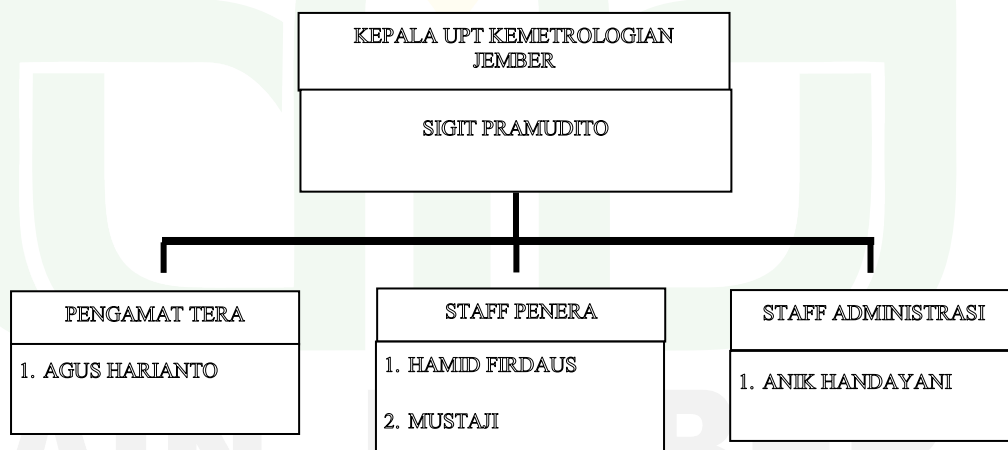 KEPALA UPT KEMETROLOGIAN
JEMBER
SIGIT PRAMUDITO
PENGAMAT TERA
1. AGUS HARIANTO
STAFF PENERA
1. HAMID FIRDAUS
2. MUSTAJI
STAFF ADMINISTRASI
1. ANIK HANDAYANI